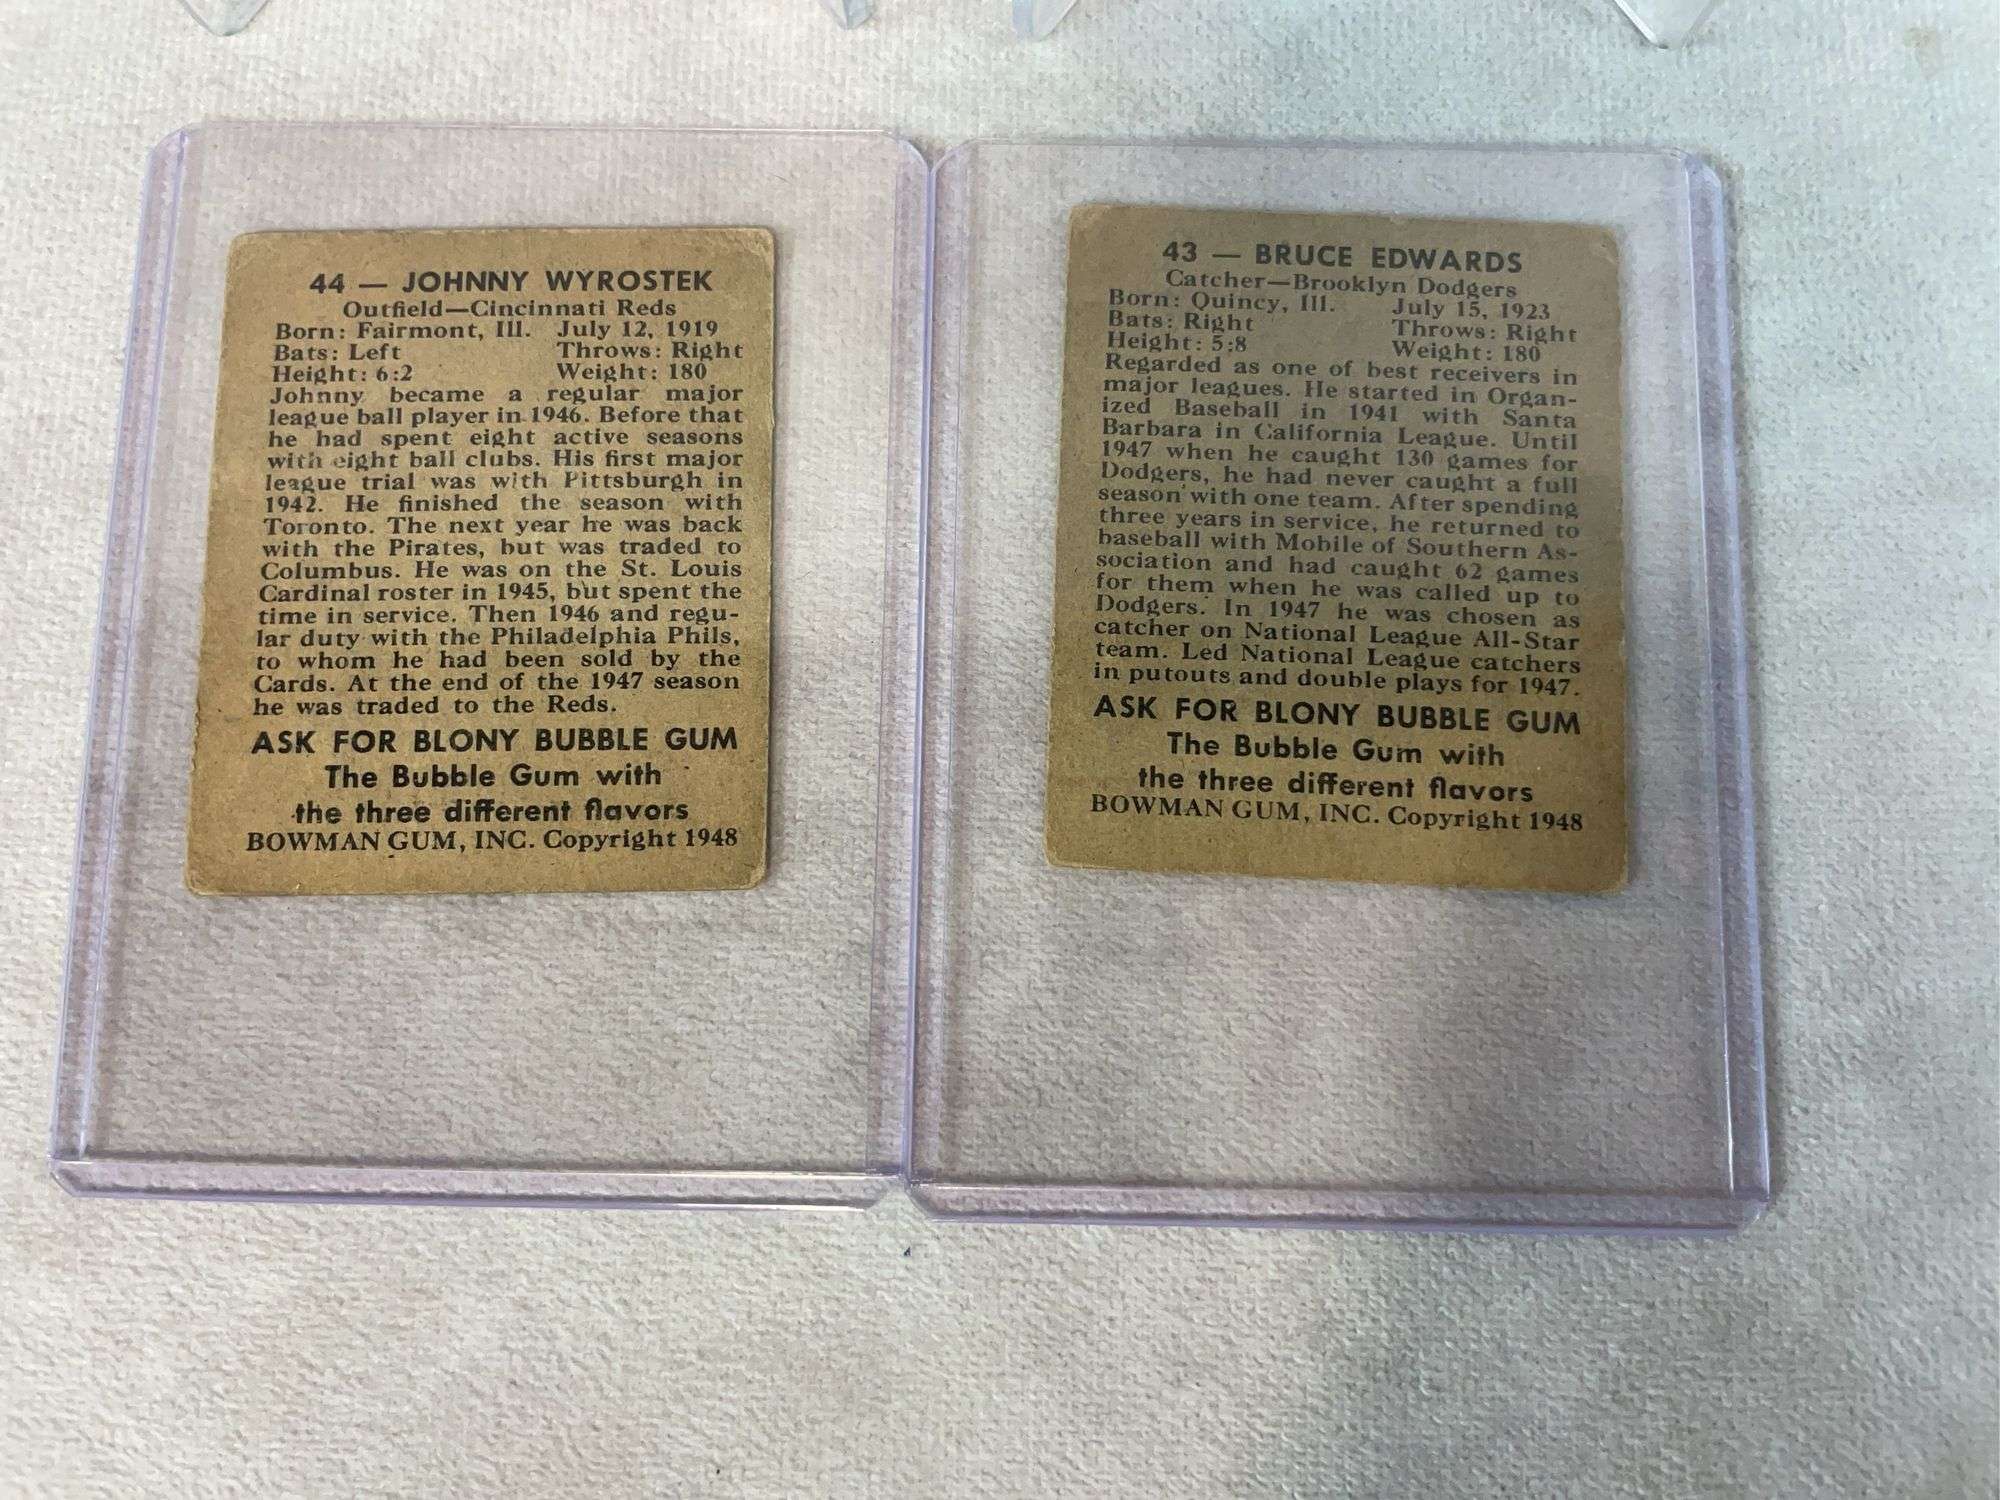 44 — JOHNNY WYROSTEK
Outfield—Cincinnati Reds
Born: Fairmont, Ill. July 12, 1919
Bats: Left Throws: Right
Height: 6:2 Weight: 180
Johnny became a regular major
league ball player in 1946. Before that
he had spent eight active seasons
with eight ball clubs. His first major
league trial was with Pittsburgh in
1942. He finished the season with
Toronto. The next year he was back
with the Pirates, but was traded to
Columbus. He was on the St. Louis
Cardinal roster in 1945, but spent the
time in service. Then 1946 and regu-
lar duty with the Philadelphia Phils,
to whom he had been sold by the
Cards. At the end of the 1947 season
he was traded to the Reds.
ASK FOR BLONY BUBBLE GUM
The Bubble Gum with
the three different flavors
BOWMAN GUM, INC. Copyright 1948
43 — BRUCE EDWARDS
Catcher—Brooklyn Dodgers
Born: Quincy, Ill. July 15, 1923
Bats: Right Throws: Right
Height: 5:8 Weight: 180
Regarded as one of best receivers in
major leagues. He started in Organ-
ized Baseball in 1941 with Santa
Barbara in California League. Until
1947 when he caught 130 games for
Dodgers, he had never caught a full
season with one team. After spending
three years in service, he returned to
baseball with Mobile of Southern As-
sociation and had caught 62 games
for them when he was called up to
Dodgers. In 1947 he was chosen as
catcher on National League All-Star
team. Led National League catchers
in putouts and double plays for 1947.
ASK FOR BLONY BUBBLE GUM
The Bubble Gum with
the three different flavors
BOWMAN GUM, INC. Copyright 1948